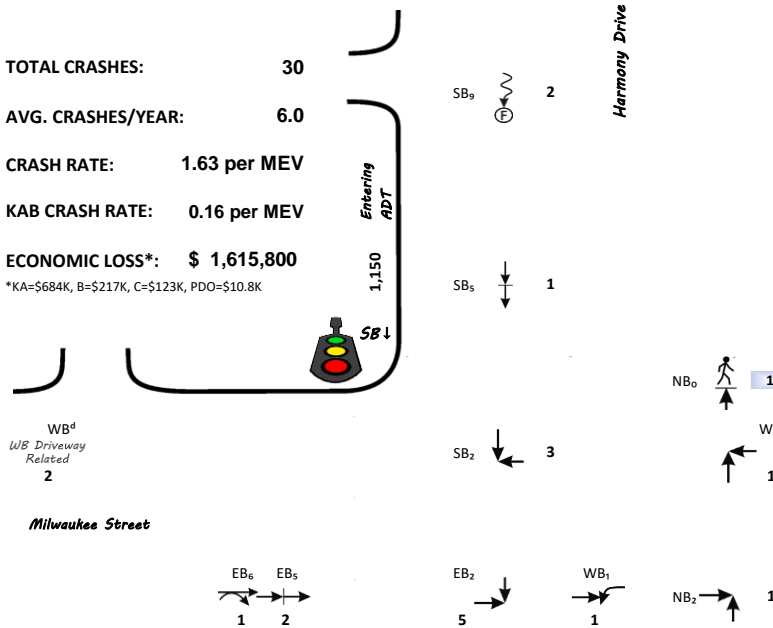 TOTAL CRASHES: 30
AVG. CRASHES/YEAR: 6.0
CRASH RATE: 1.63 per MEV
KAB CRASH RATE: 0.16 per MEV
ECONOMIC LOSS*: $ 1,615,800
*KA=$684K, B=$217K, C=$123K, PDO=$10.8K
Entering
ADT
1,150
SB↓
Harmony Drive
SB₉ F 2
SB₅ 1
NB₀ 1
WBᵈ
WB Driveway
Related
2
SB₂ 3
W
1
Milwaukee Street
EB₆ EB₅
1 2
EB₂
5
WB₁
1
NB₂ 1